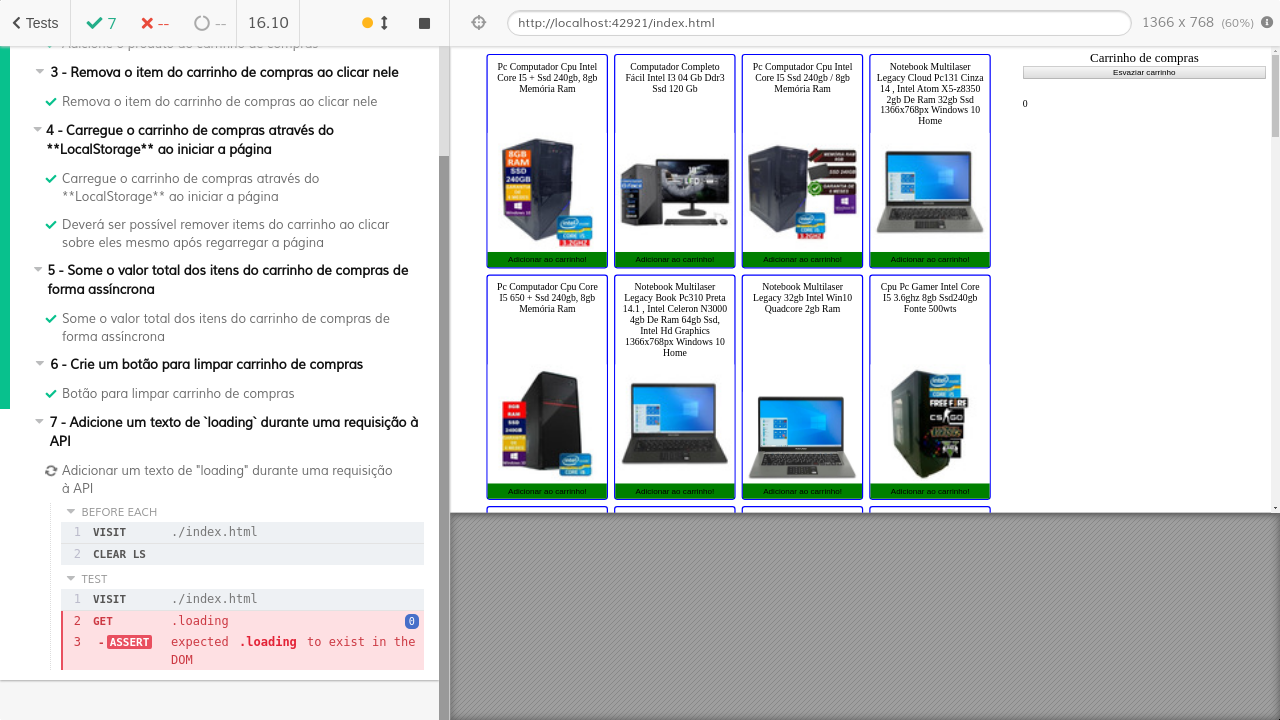 Tests
7
--
--
16.10
http://localhost:42921/index.html
1366 x 768 (60%)
Adicione o produto ao carrinho de compras
3 - Remova o item do carrinho de compras ao clicar nele
Remova o item do carrinho de compras ao clicar nele
4 - Carregue o carrinho de compras através do
**LocalStorage** ao iniciar a página
Carregue o carrinho de compras através do
**LocalStorage** ao iniciar a página
Deverá ser possível remover items do carrinho ao clicar
sobre eles mesmo após regarregar a página
5 - Some o valor total dos itens do carrinho de compras de
forma assíncrona
Some o valor total dos itens do carrinho de compras de
forma assíncrona
6 - Crie um botão para limpar carrinho de compras
Botão para limpar carrinho de compras
7 - Adicione um texto de `loading` durante uma requisição à
API
Adicionar um texto de "loading" durante uma requisição
à API
BEFORE EACH
1 VISIT ./index.html
2 CLEAR LS
TEST
1 VISIT ./index.html
2 GET .loading 0
3 -ASSERT expected .loading to exist in the
DOM
Pc Computador Cpu Intel
Core I5 + Ssd 240gb, 8gb
Memória Ram
8GB
RAM
SSD
240GB
Adicionar ao carrinho!
Computador Completo
Fácil Intel I3 04 Gb Ddr3
Ssd 120 Gb
Adicionar ao carrinho!
Pc Computador Cpu Intel
Core I5 Ssd 240gb / 8gb
Memória Ram
Adicionar ao carrinho!
Notebook Multilaser
Legacy Cloud Pc131 Cinza
14 , Intel Atom X5-z8350
2gb De Ram 32gb Ssd
1366x768px Windows 10
Home
Adicionar ao carrinho!
Pc Computador Cpu Core
I5 650 + Ssd 240gb, 8gb
Memória Ram
Adicionar ao carrinho!
Notebook Multilaser
Legacy Book Pc310 Preta
14.1 , Intel Celeron N3000
4gb De Ram 64gb Ssd,
Intel Hd Graphics
1366x768px Windows 10
Home
Adicionar ao carrinho!
Notebook Multilaser
Legacy 32gb Intel Win10
Quadcore 2gb Ram
Adicionar ao carrinho!
Cpu Pc Gamer Intel Core
I5 3.6ghz 8gb Ssd240gb
Fonte 500wts
FREE FIRE
CS:GO
Adicionar ao carrinho!
Carrinho de compras
Esvaziar carrinho
0